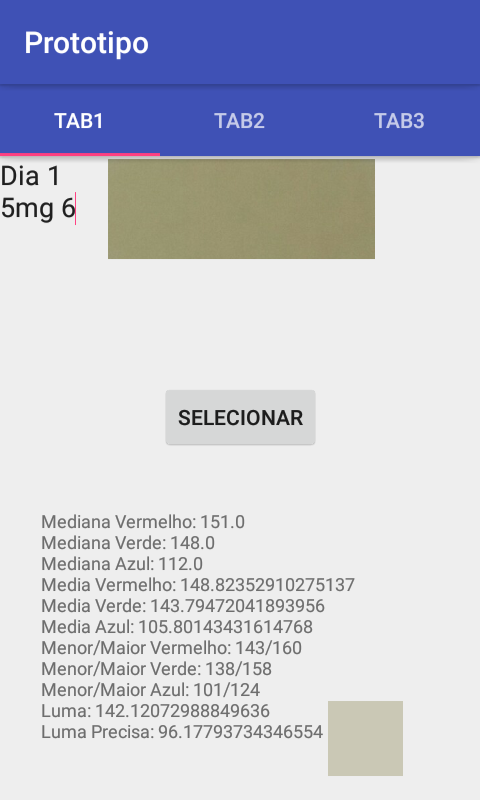 Prototipo
TAB1 TAB2 TAB3
Dia 1
5mg 6
SELECIONAR
Mediana Vermelho: 151.0
Mediana Verde: 148.0
Mediana Azul: 112.0
Media Vermelho: 148.82352910275137
Media Verde: 143.79472041893956
Media Azul: 105.80143431614768
Menor/Maior Vermelho: 143/160
Menor/Maior Verde: 138/158
Menor/Maior Azul: 101/124
Luma: 142.12072988849636
Luma Precisa: 96.17793734346554